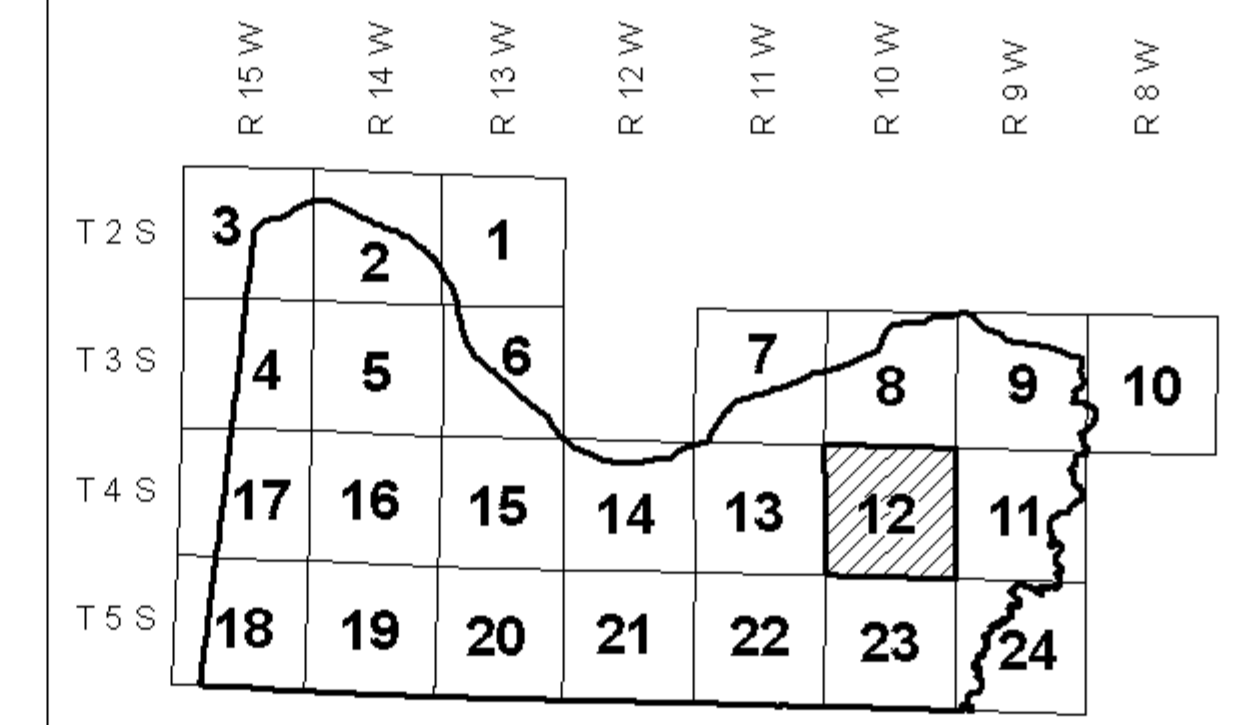 R 15 W R 14 W R 13 W R 12 W R 11 W R 10 W R 9 W R 8 W
T 2 S 3 2 1
T 3 S 4 5 6 7 8 9 10
T 4 S 17 16 15 14 13 12 11
T 5 S 18 19 20 21 22 23 24